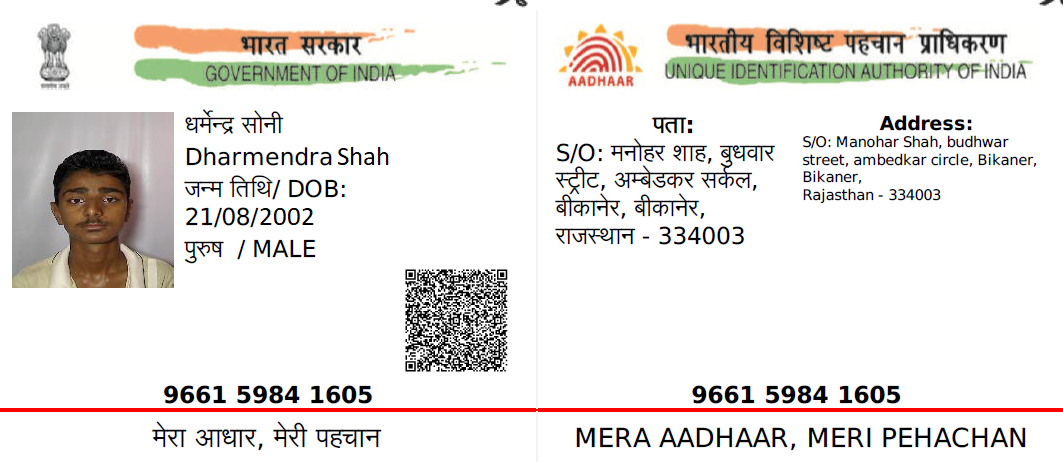 भारत सरकार
GOVERNMENT OF INDIA
धर्मेन्द्र सोनी
Dharmendra Shah
जन्म तिथि/ DOB:
21/08/2002
पुरुष / MALE
9661 5984 1605
मेरा आधार, मेरी पहचान
भारतीय विशिष्ट पहचान प्राधिकरण
UNIQUE IDENTIFICATION AUTHORITY OF INDIA
AADHAAR
पता:
S/O: मनोहर शाह, बुधवार
स्ट्रीट, अम्बेडकर सर्कल,
बीकानेर, बीकानेर,
राजस्थान - 334003
Address:
S/O: Manohar Shah, budhwar
street, ambedkar circle, Bikaner,
Bikaner,
Rajasthan - 334003
9661 5984 1605
MERA AADHAAR, MERI PEHACHAN